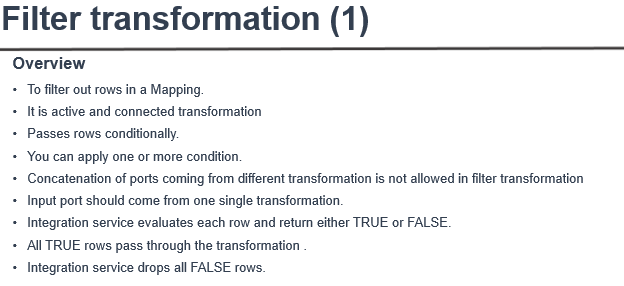 Filter transformation (1)
Overview
• To filter out rows in a Mapping.
• It is active and connected transformation
• Passes rows conditionally.
• You can apply one or more condition.
• Concatenation of ports coming from different transformation is not allowed in filter transformation
• Input port should come from one single transformation.
• Integration service evaluates each row and return either TRUE or FALSE.
• All TRUE rows pass through the transformation .
• Integration service drops all FALSE rows.